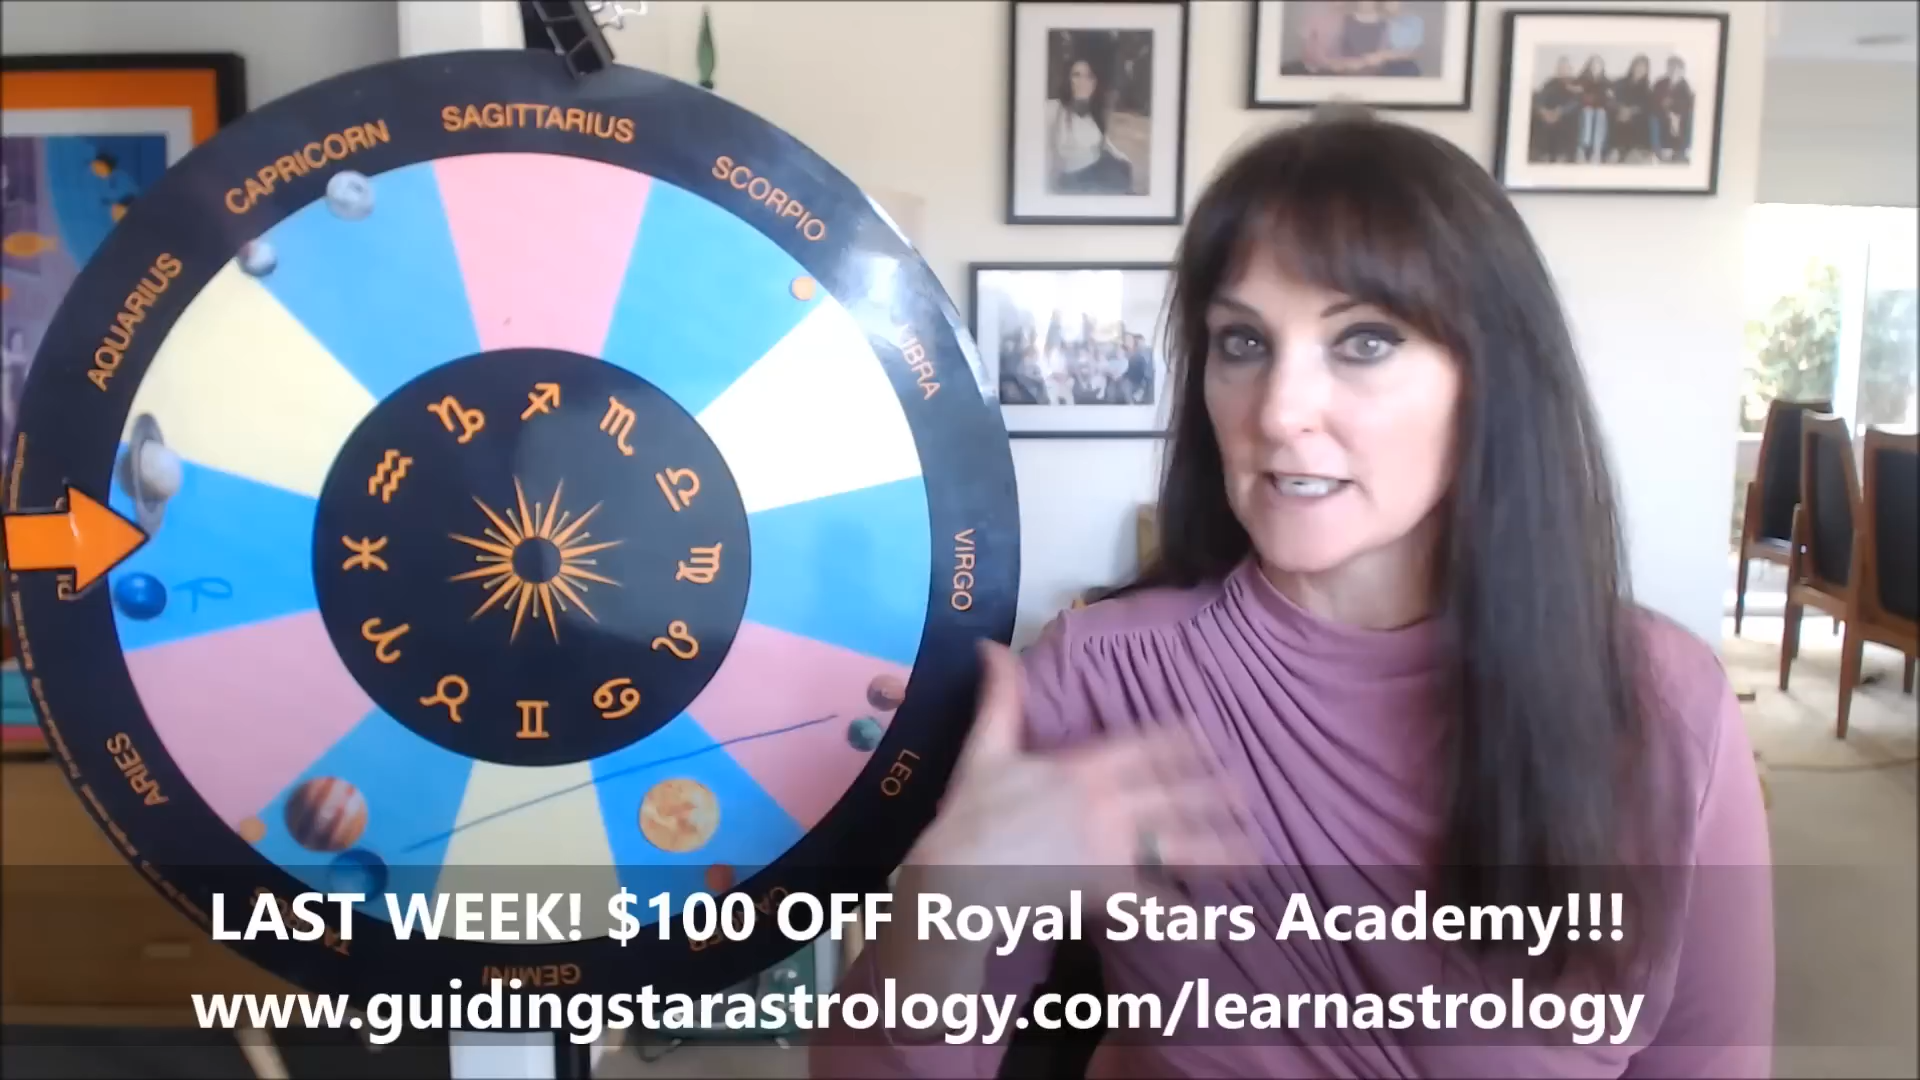 SAGITTARIUS
CAPRICORN
SCORPIO
AQUARIUS
VIRGO
ARIES
LEO
GEMINI
R
LAST WEEK! $100 OFF Royal Stars Academy!!!
www.guidingstarastrology.com/learnastrology